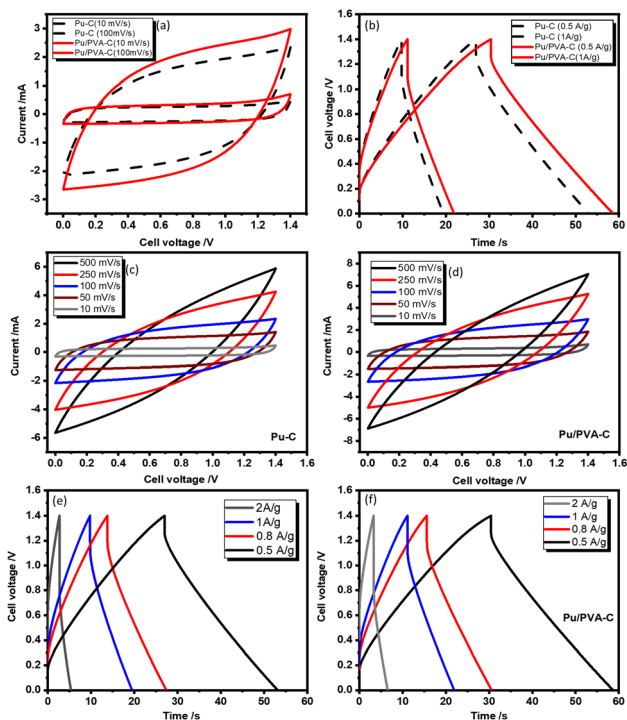 (a)
Pu-C(10 mV/s)
Pu-C (100mV/s)
Pu/PVA-C(10 mV/s)
Pu/PVA-C(100mV/s)
3
2
1
0
-1
-2
-3
Current /mA
0.0 0.2 0.4 0.6 0.8 1.0 1.2 1.4 1.6
Cell voltage /V
(b)
Pu-C (0.5 A/g)
Pu-C (1A/g)
Pu/PVA-C (0.5 A/g)
Pu/PVA-C(1A/g)
1.6
1.4
1.2
1.0
0.8
0.6
0.4
0.2
0.0
Cell voltage /V
0 10 20 30 40 50 60
Time /s
(c)
500 mV/s
250 mV/s
100 mV/s
50 mV/s
10 mV/s
6
4
2
0
-2
-4
-6
Current /mA
Pu-C
0.0 0.2 0.4 0.6 0.8 1.0 1.2 1.4 1.6
Cell voltage /V
(d)
500 mV/s
250 mV/s
100 mV/s
50 mV/s
10 mV/s
8
6
4
2
0
-2
-4
-6
-8
Current /mA
Pu/PVA-C
0.0 0.2 0.4 0.6 0.8 1.0 1.2 1.4 1.6
Cell voltage /V
(e)
2A/g
1A/g
0.8 A/g
0.5 A/g
1.6
1.4
1.2
1.0
0.8
0.6
0.4
0.2
0.0
Cell voltage /V
0 10 20 30 40 50 60
Time /s
(f)
2 A/g
1 A/g
0.8 A/g
0.5 A/g
1.6
1.4
1.2
1.0
0.8
0.6
0.4
0.2
0.0
Cell voltage /V
Pu/PVA-C
0 10 20 30 40 50 60
Time /s